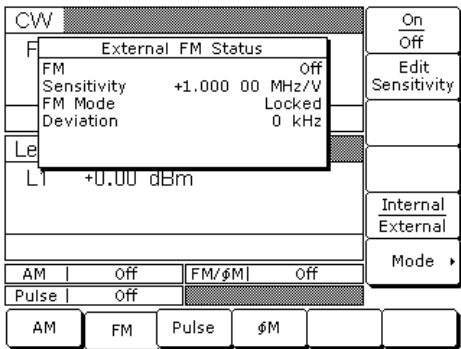 CW
F
External FM Status
FM Off
Sensitivity +1.000 00 MHz/V
FM Mode Locked
Deviation 0 kHz
Le
L1 +0.00 dBm
AM | Off FM/ϕM| Off
Pulse | Off
On
Off
Edit
Sensitivity
Internal
External
Mode ▸
AM FM Pulse ϕM